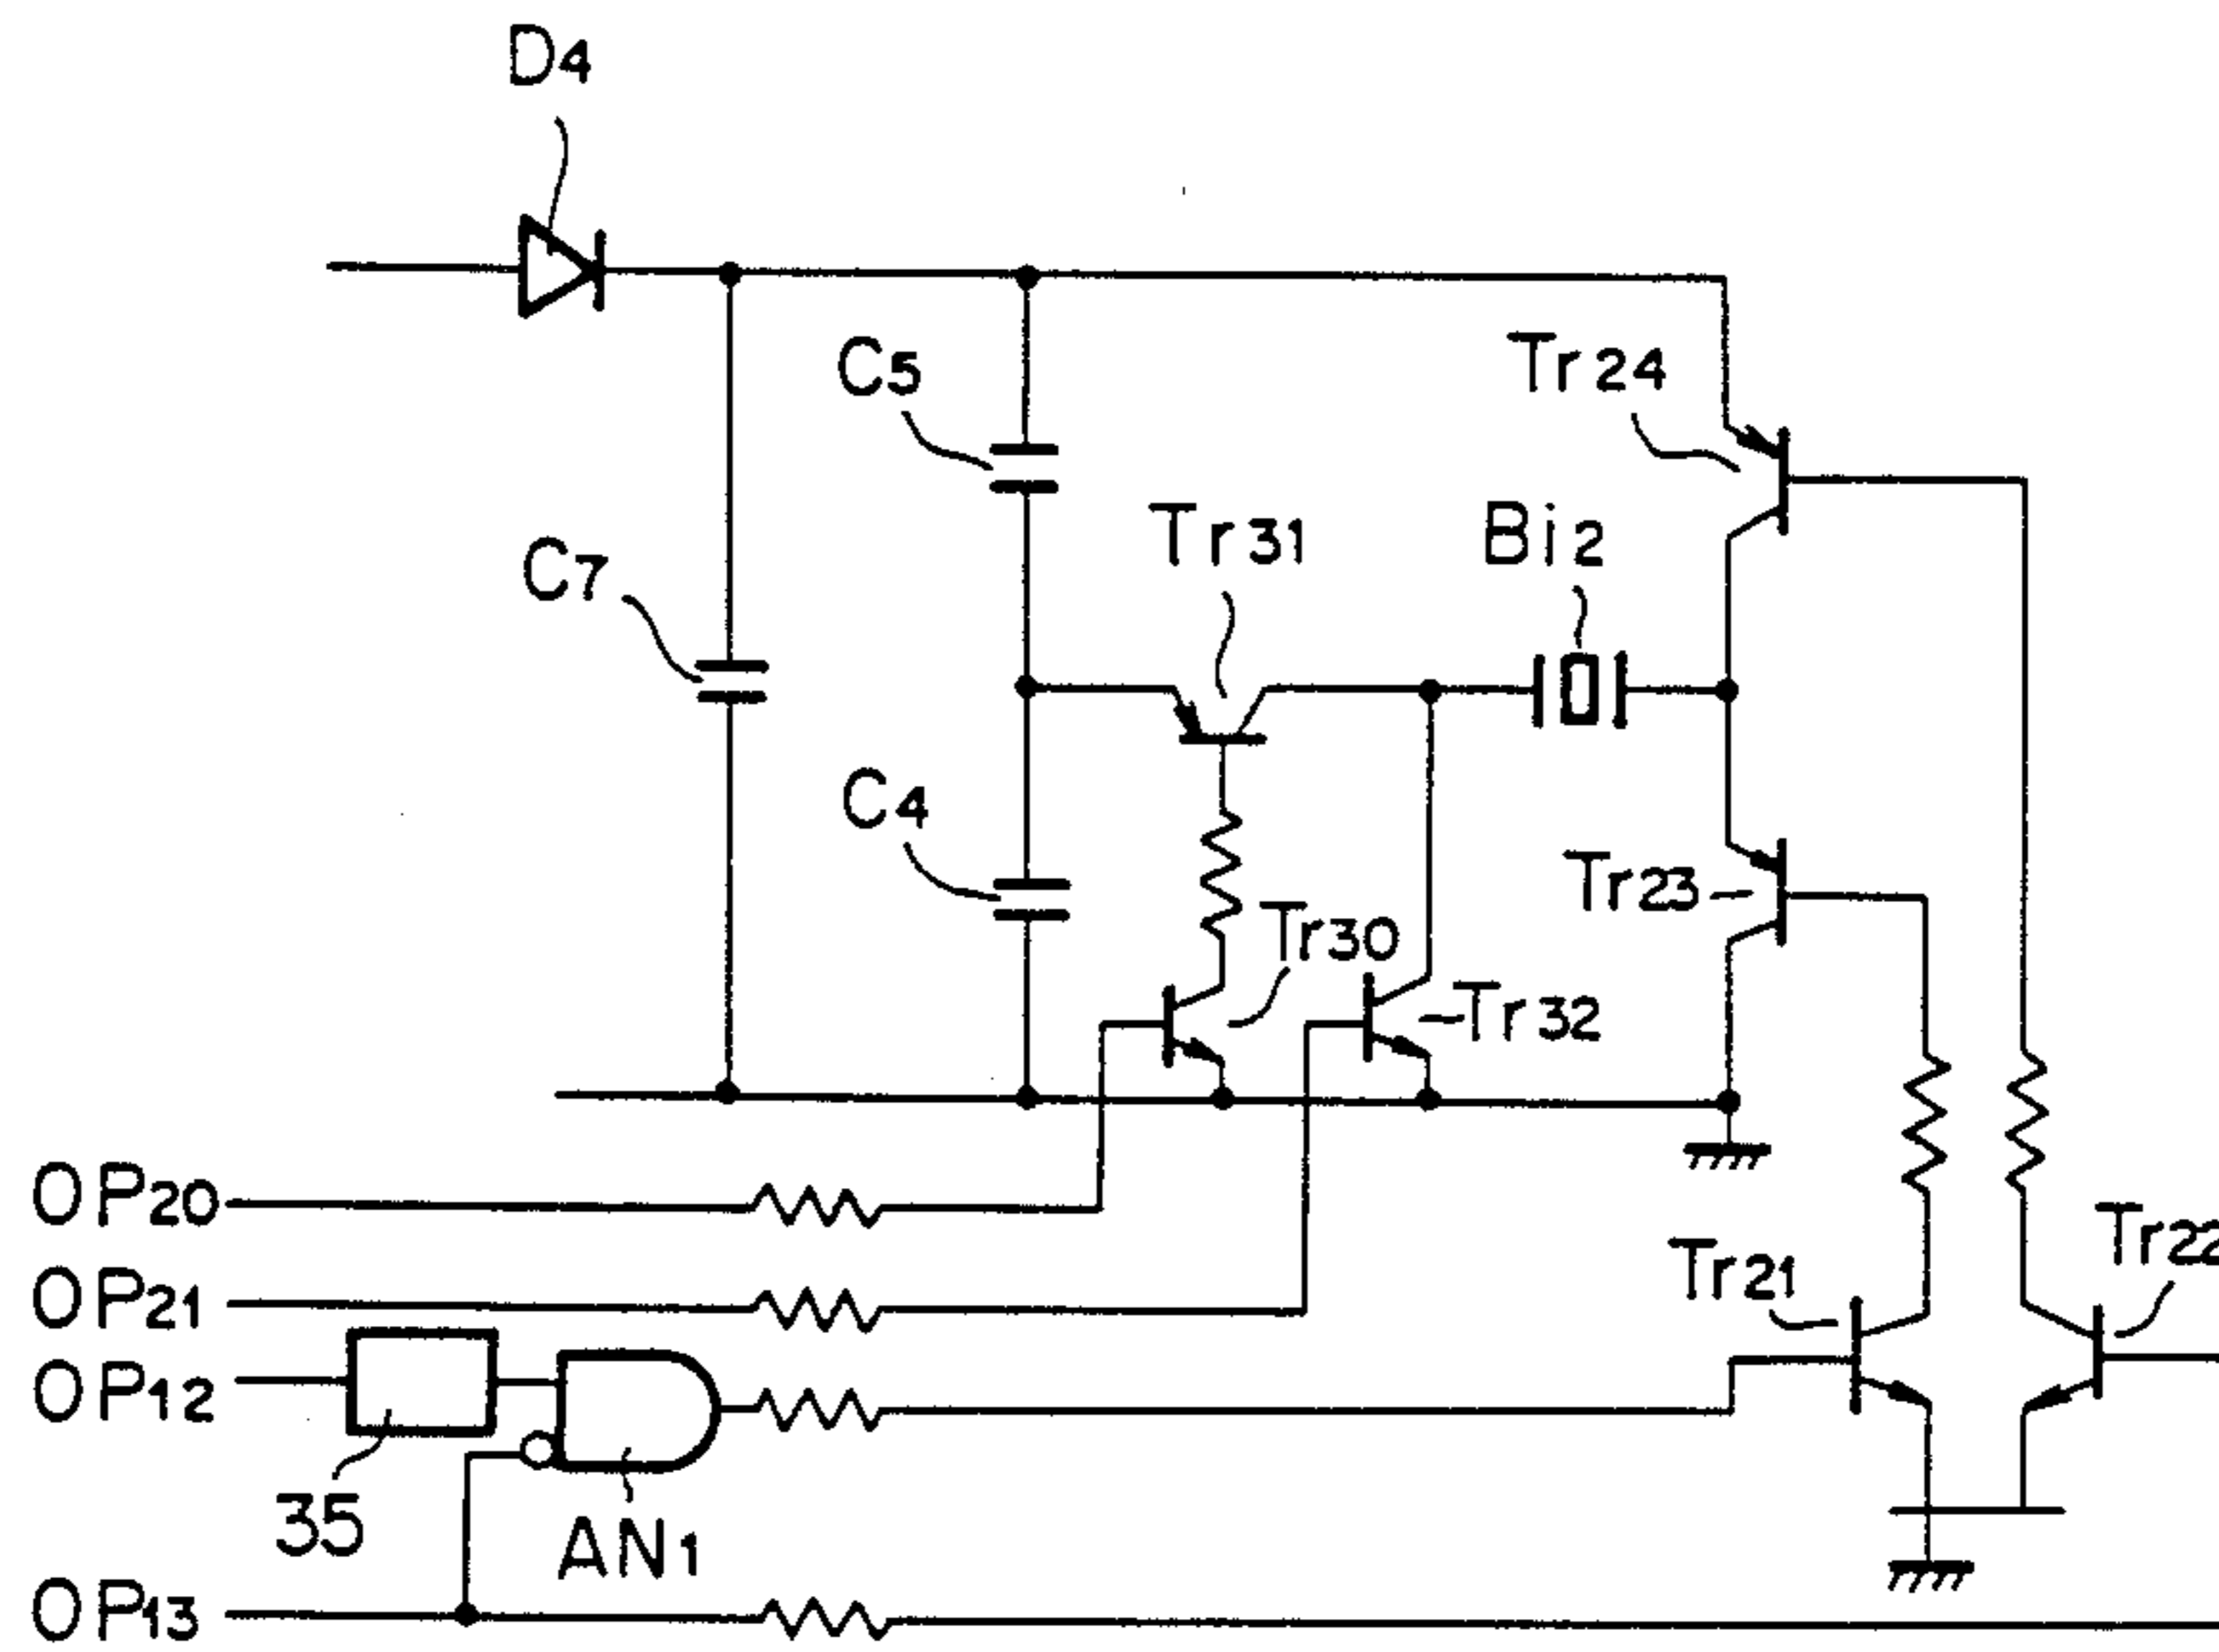 D4
C5
Tr24
Tr31
Bi2
C7
C4
Tr23
Tr30
Tr32
OP20
Tr22
Tr21
OP21
OP12
35
AN1
OP13